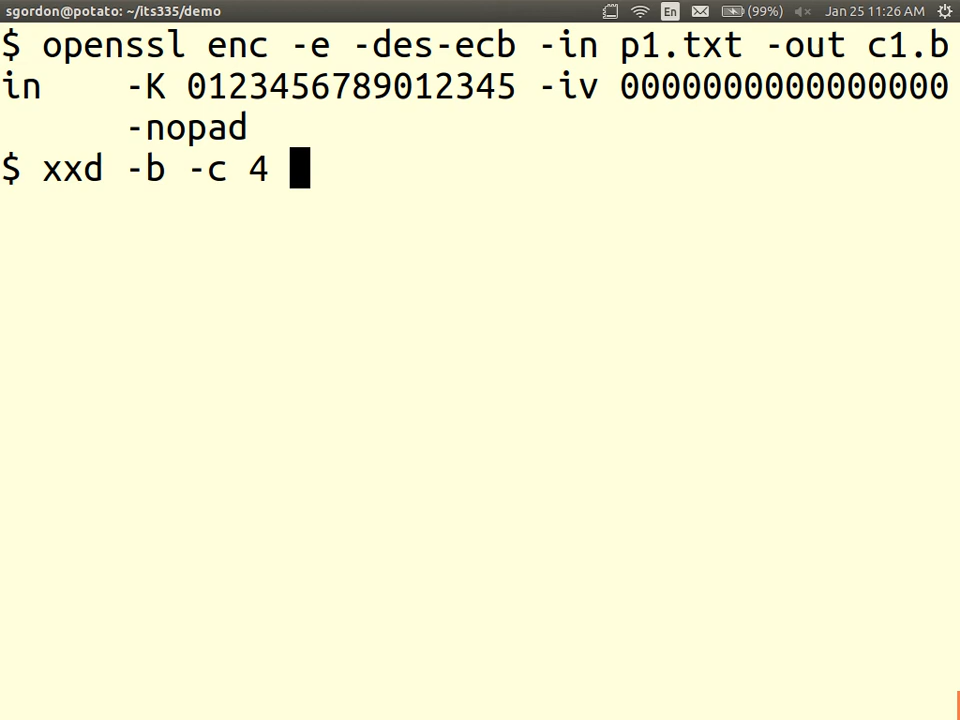 sgordon@potato: ~/its335/demo En (99%) Jan 25 11:26 AM
$ openssl enc -e -des-ecb -in p1.txt -out c1.b
in    -K 0123456789012345 -iv 0000000000000000
      -nopad
$ xxd -b -c 4